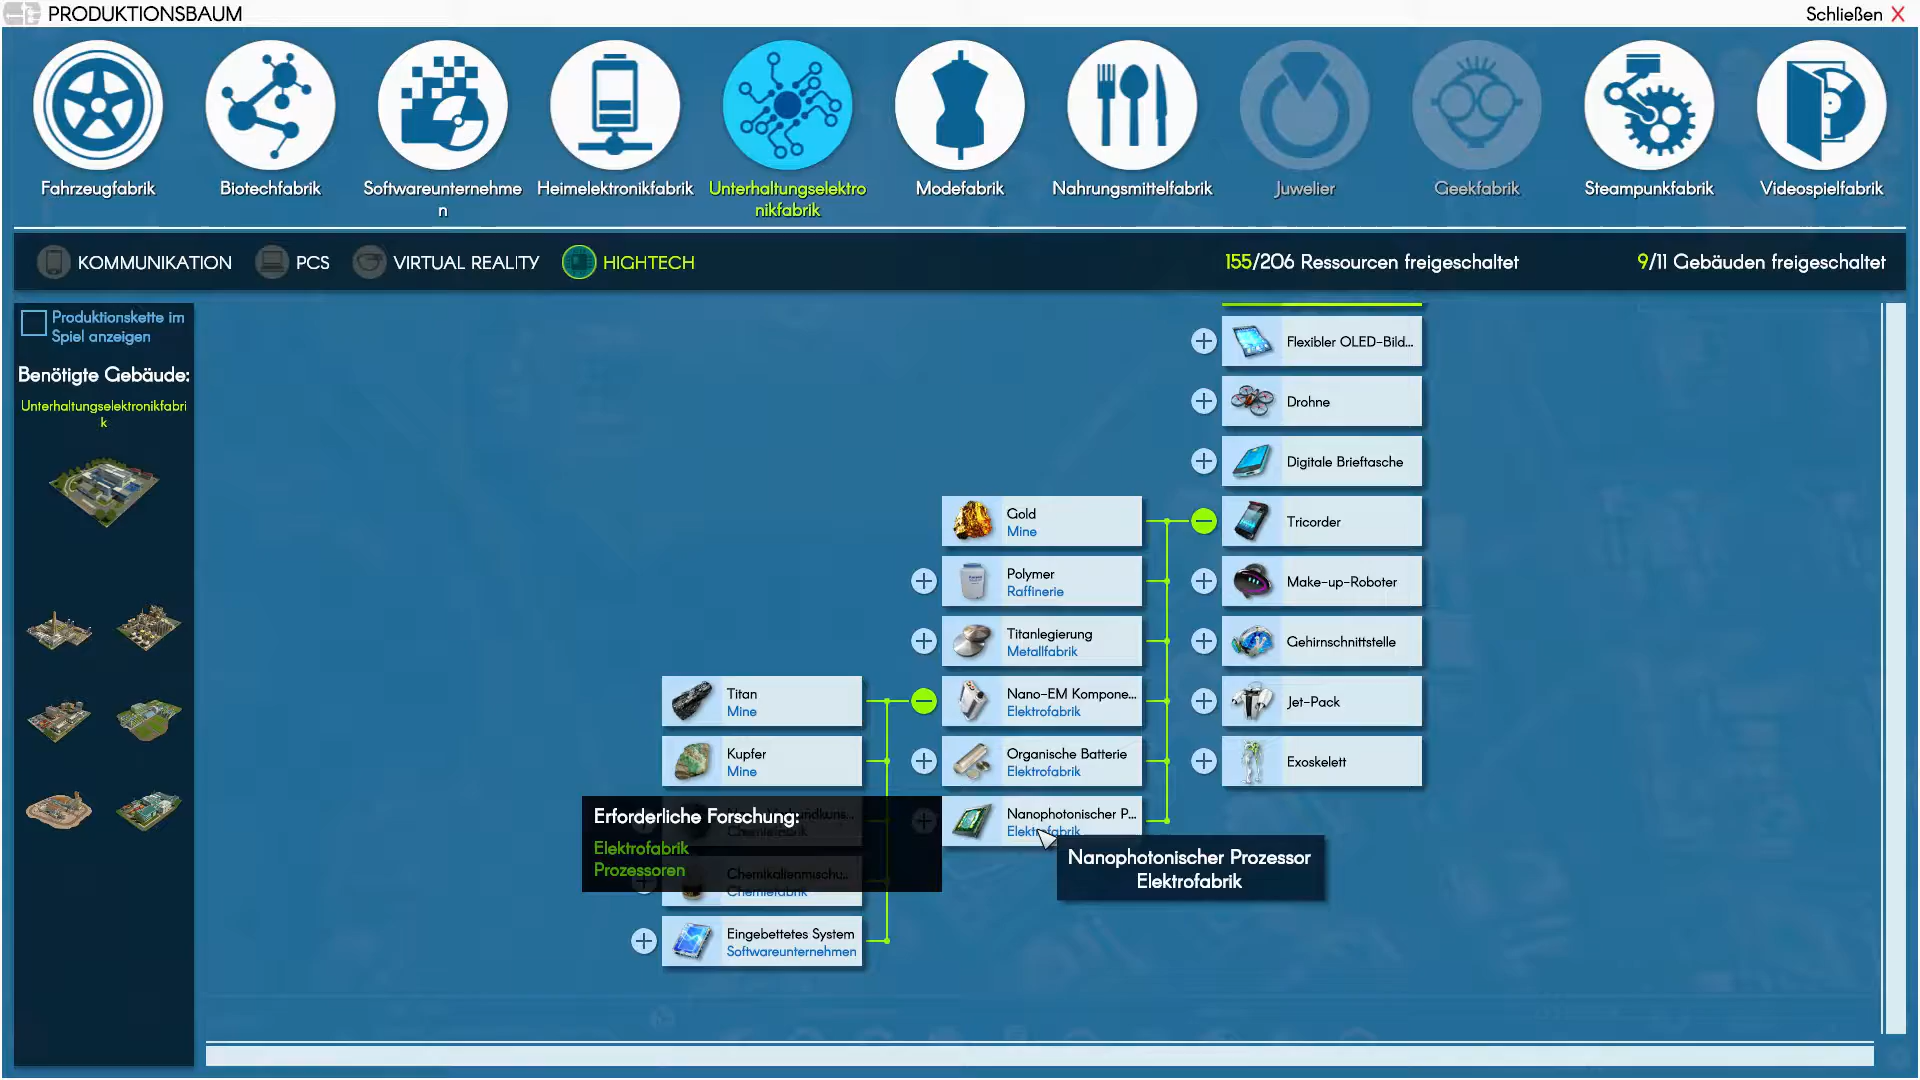 PRODUKTIONSBAUM
Schließen X
Fahrzeugfabrik
Biotechfabrik
Softwareunternehme
n
Heimelektronikfabrik
Unterhaltungselektro
nikfabrik
Modefabrik
Nahrungsmittelfabrik
Juwelier
Geekfabrik
Steampunkfabrik
Videospielfabrik
KOMMUNIKATION
PCS
VIRTUAL REALITY
HIGHTECH
155/206 Ressourcen freigeschaltet
9/11 Gebäuden freigeschaltet
Produktionskette im
Spiel anzeigen
Benötigte Gebäude:
Unterhaltungselektronikfabri
k
Flexibler OLED-Bild...
Drohne
Digitale Brieftasche
Gold
Mine
Tricorder
Polymer
Raffinerie
Make-up-Roboter
Titanlegierung
Metallfabrik
Gehirnschnittstelle
Titan
Mine
Nano-EM Kompone...
Elektrofabrik
Jet-Pack
Kupfer
Mine
Organische Batterie
Elektrofabrik
Exoskelett
Erforderliche Forschung:
Elektrofabrik
Prozessoren
Chemiefabrik
Nanophotonischer P...
Elektrofabrik
Nanophotonischer Prozessor
Elektrofabrik
Chemikalienmischu...
Chemiefabrik
Eingebettetes System
Softwareunternehmen